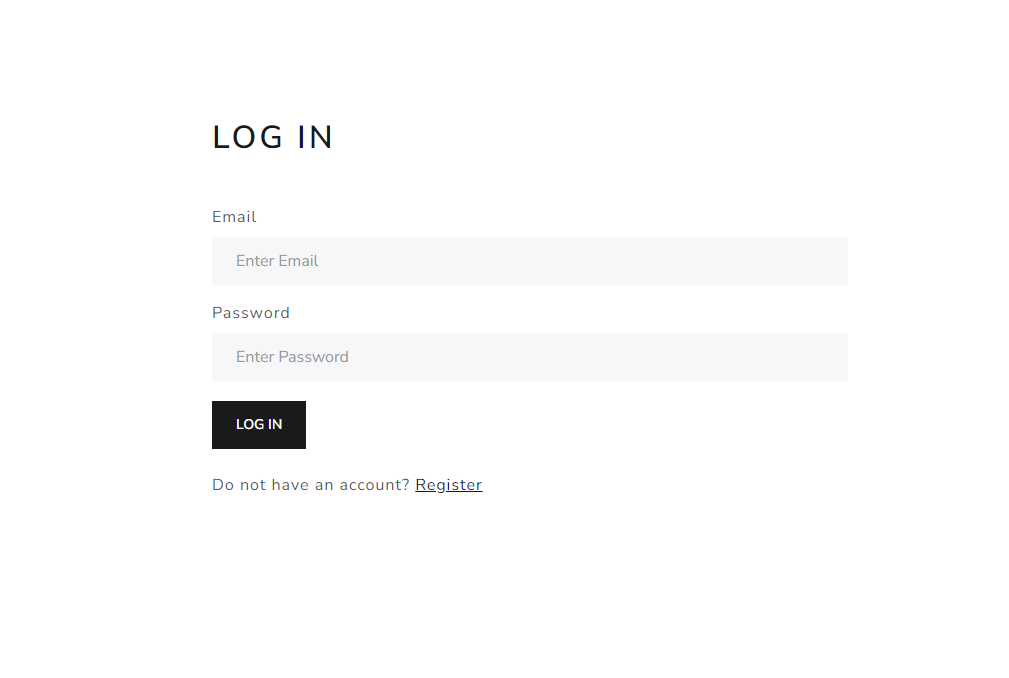 LOG IN
Email
Enter Email
Password
Enter Password
LOG IN
Do not have an account? Register